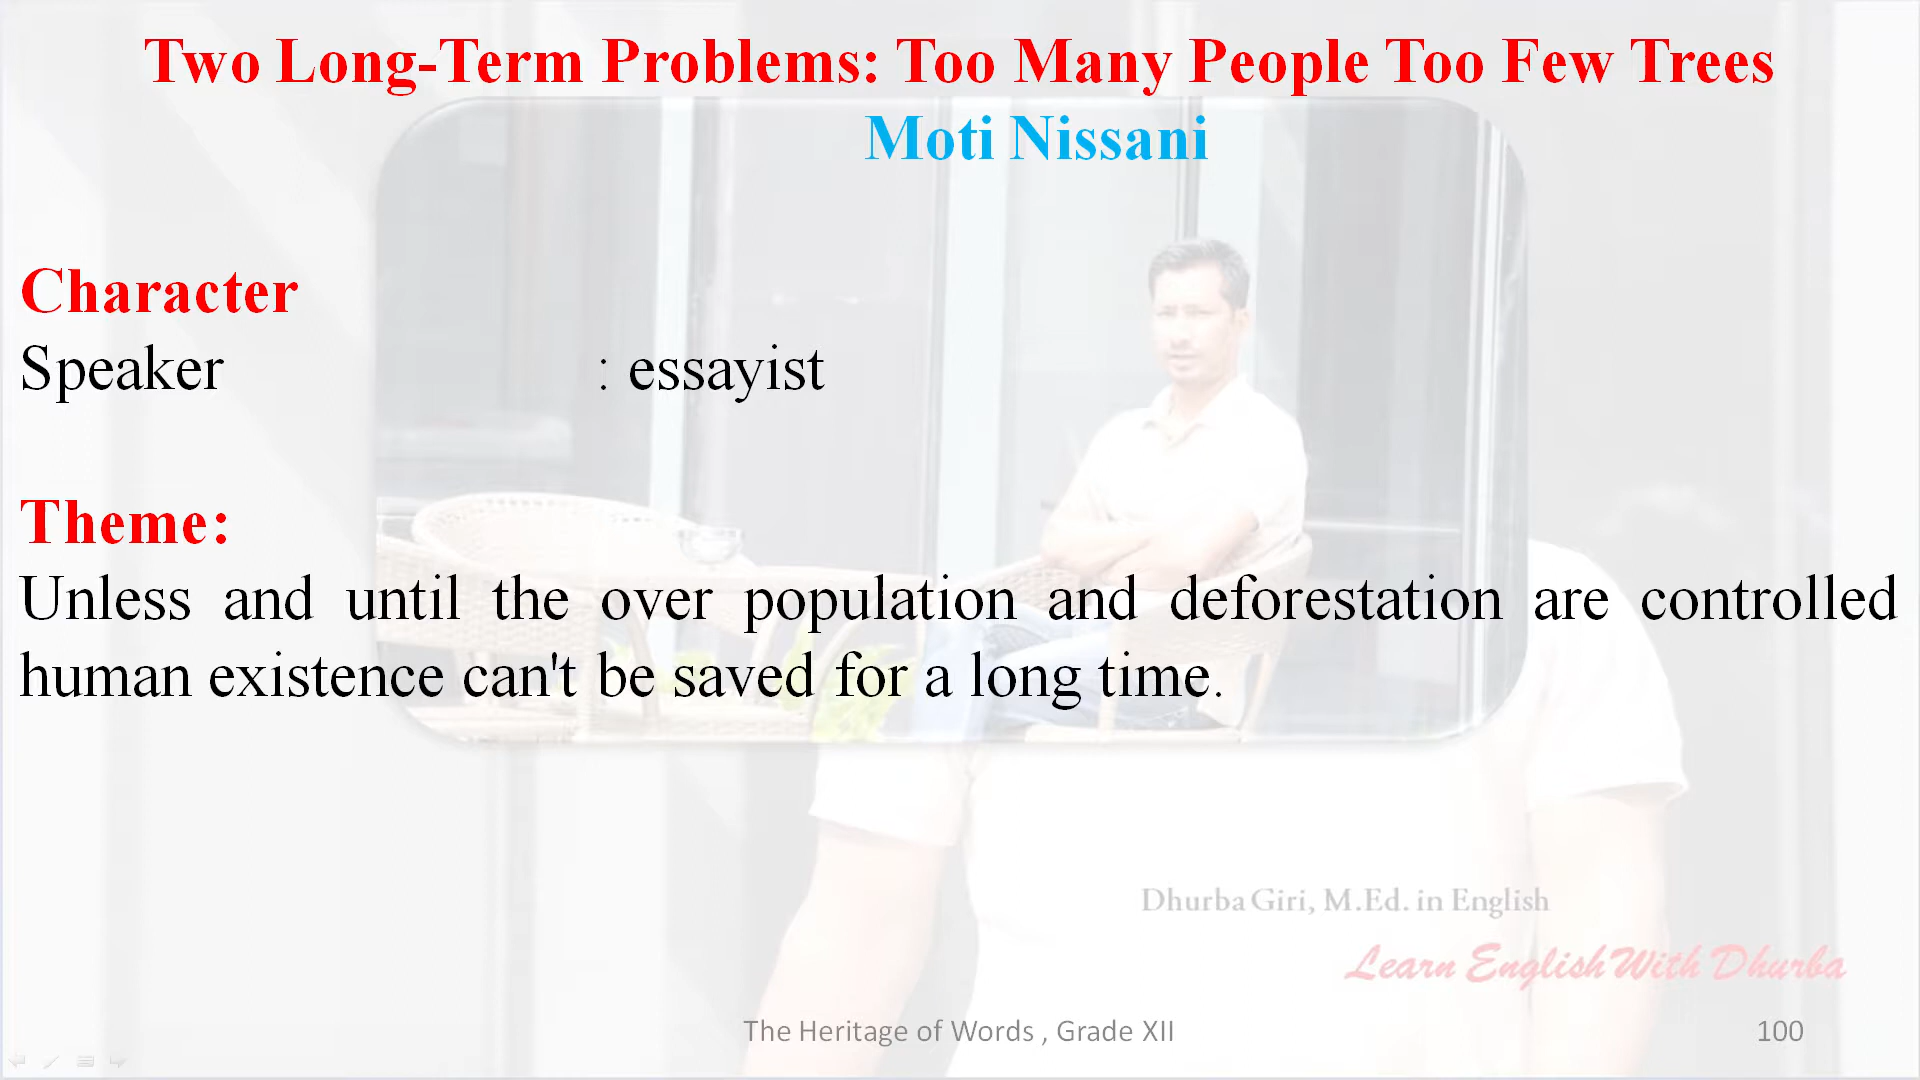 Two Long-Term Problems: Too Many People Too Few Trees
Moti Nissani
Character
Speaker : essayist
Theme:
Unless and until the over population and deforestation are controlled
human existence can't be saved for a long time.
Dhurba Giri, M.Ed. in English
Learn English With Dhurba
The Heritage of Words , Grade XII
100